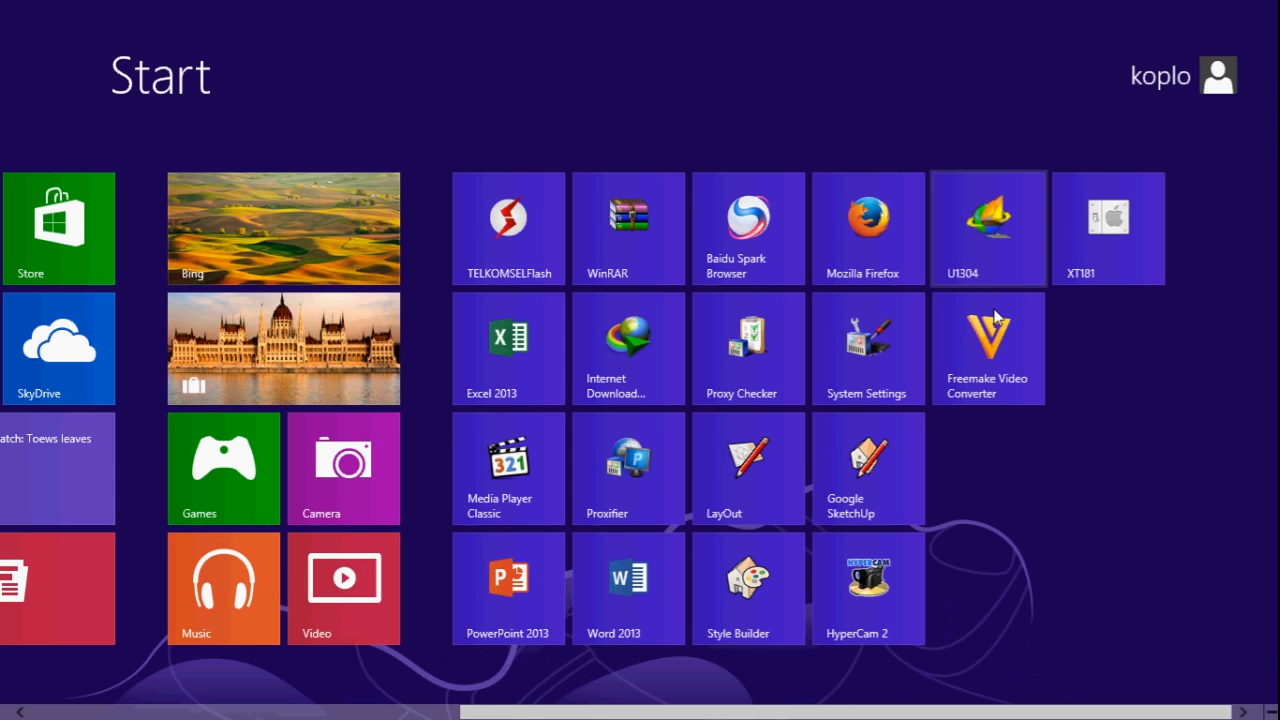 Start
koplo
Store
Bing
TELKOMSELFlash
WinRAR
Baidu Spark
Browser
Mozilla Firefox
U1304
XT181
SkyDrive
Excel 2013
Internet
Download...
Proxy Checker
System Settings
Freemake Video
Converter
atch: Toews leaves
Games
Camera
321
Media Player
Classic
Proxifier
LayOut
Google
SketchUp
Music
Video
PowerPoint 2013
Word 2013
Style Builder
HYPERCAM
HyperCam 2